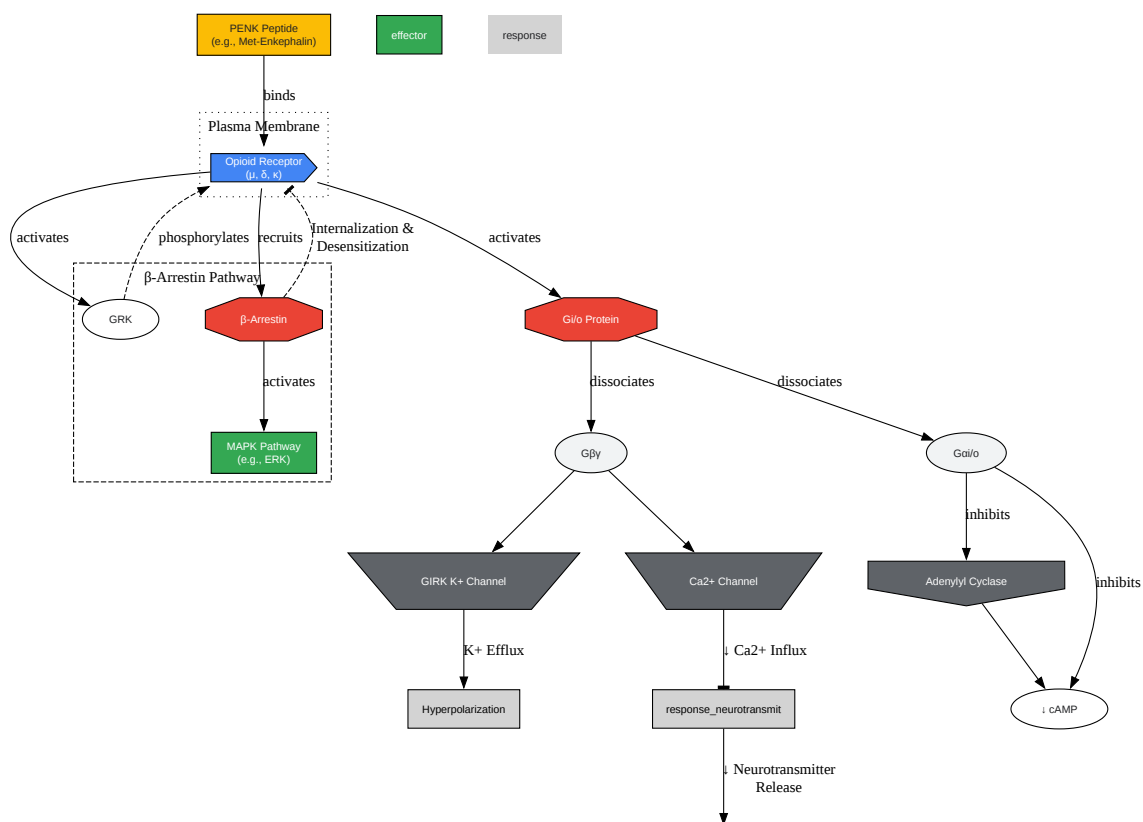 PENK Peptide
(e.g., Met-Enkephalin)
effector
response
binds
Plasma Membrane
Opioid Receptor
(μ, δ, κ)
activates
phosphorylates
recruits
Internalization &
Desensitization
activates
β-Arrestin Pathway
GRK
β-Arrestin
Gi/o Protein
activates
dissociates
dissociates
MAPK Pathway
(e.g., ERK)
Gβγ
Gαi/o
inhibits
GIRK K+ Channel
Ca2+ Channel
Adenylyl Cyclase
inhibits
K+ Efflux
↓ Ca2+ Influx
Hyperpolarization
response_neurotransmit
↓ cAMP
↓ Neurotransmitter
Release